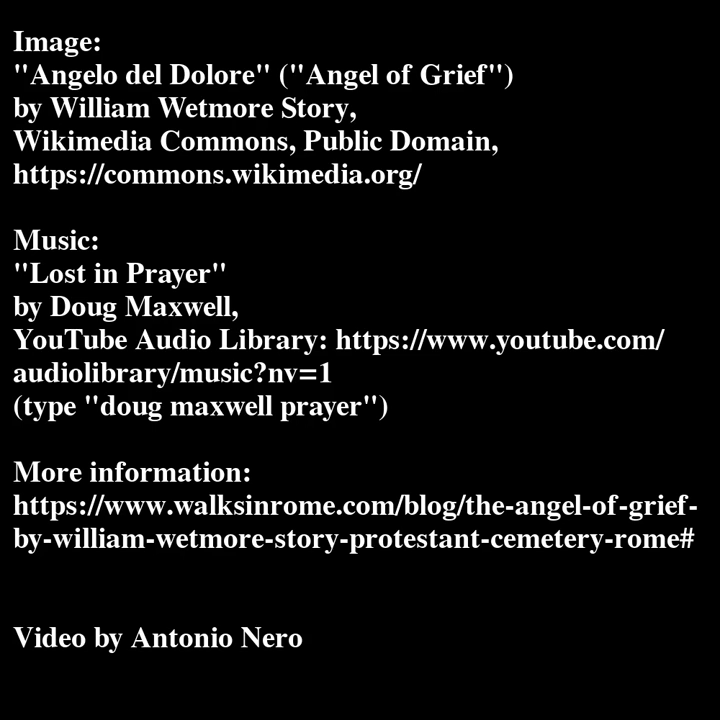 Image:
"Angelo del Dolore" ("Angel of Grief")
by William Wetmore Story,
Wikimedia Commons, Public Domain,
https://commons.wikimedia.org/
Music:
"Lost in Prayer"
by Doug Maxwell,
YouTube Audio Library: https://www.youtube.com/
audiolibrary/music?nv=1
(type "doug maxwell prayer")
More information:
https://www.walksinrome.com/blog/the-angel-of-grief-
by-william-wetmore-story-protestant-cemetery-rome#
Video by Antonio Nero